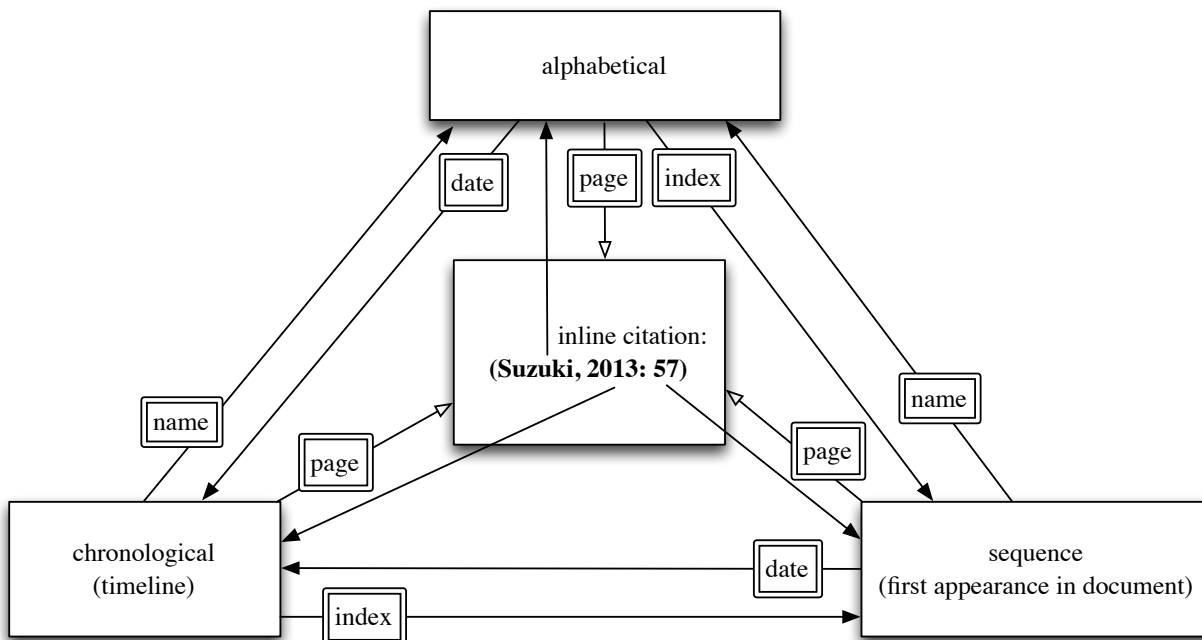 alphabetical
date
page
index
inline citation:
(Suzuki, 2013: 57)
name
name
page
page
chronological
(timeline)
sequence
(first appearance in document)
date
index